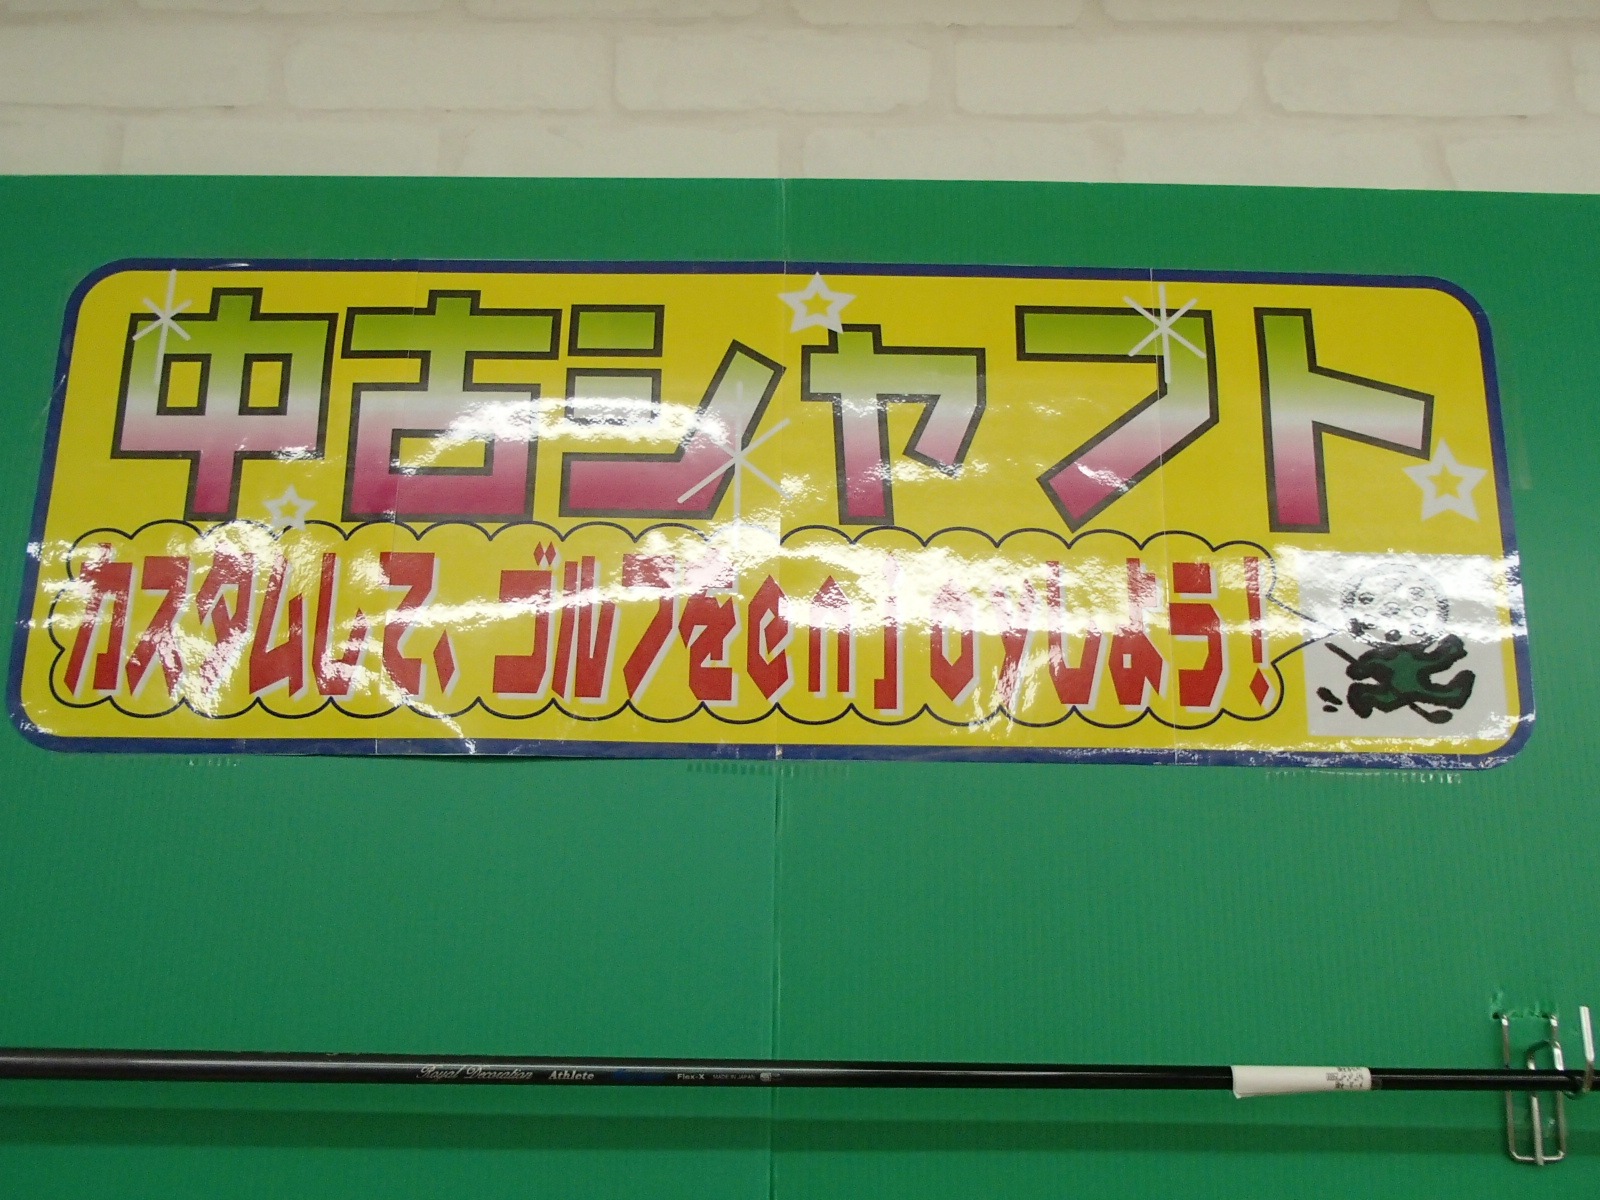 中古シャフト
カスタムして、ゴルフをenjoyしよう!
Royal Decoration Athlete Flex-X MADE IN JAPAN